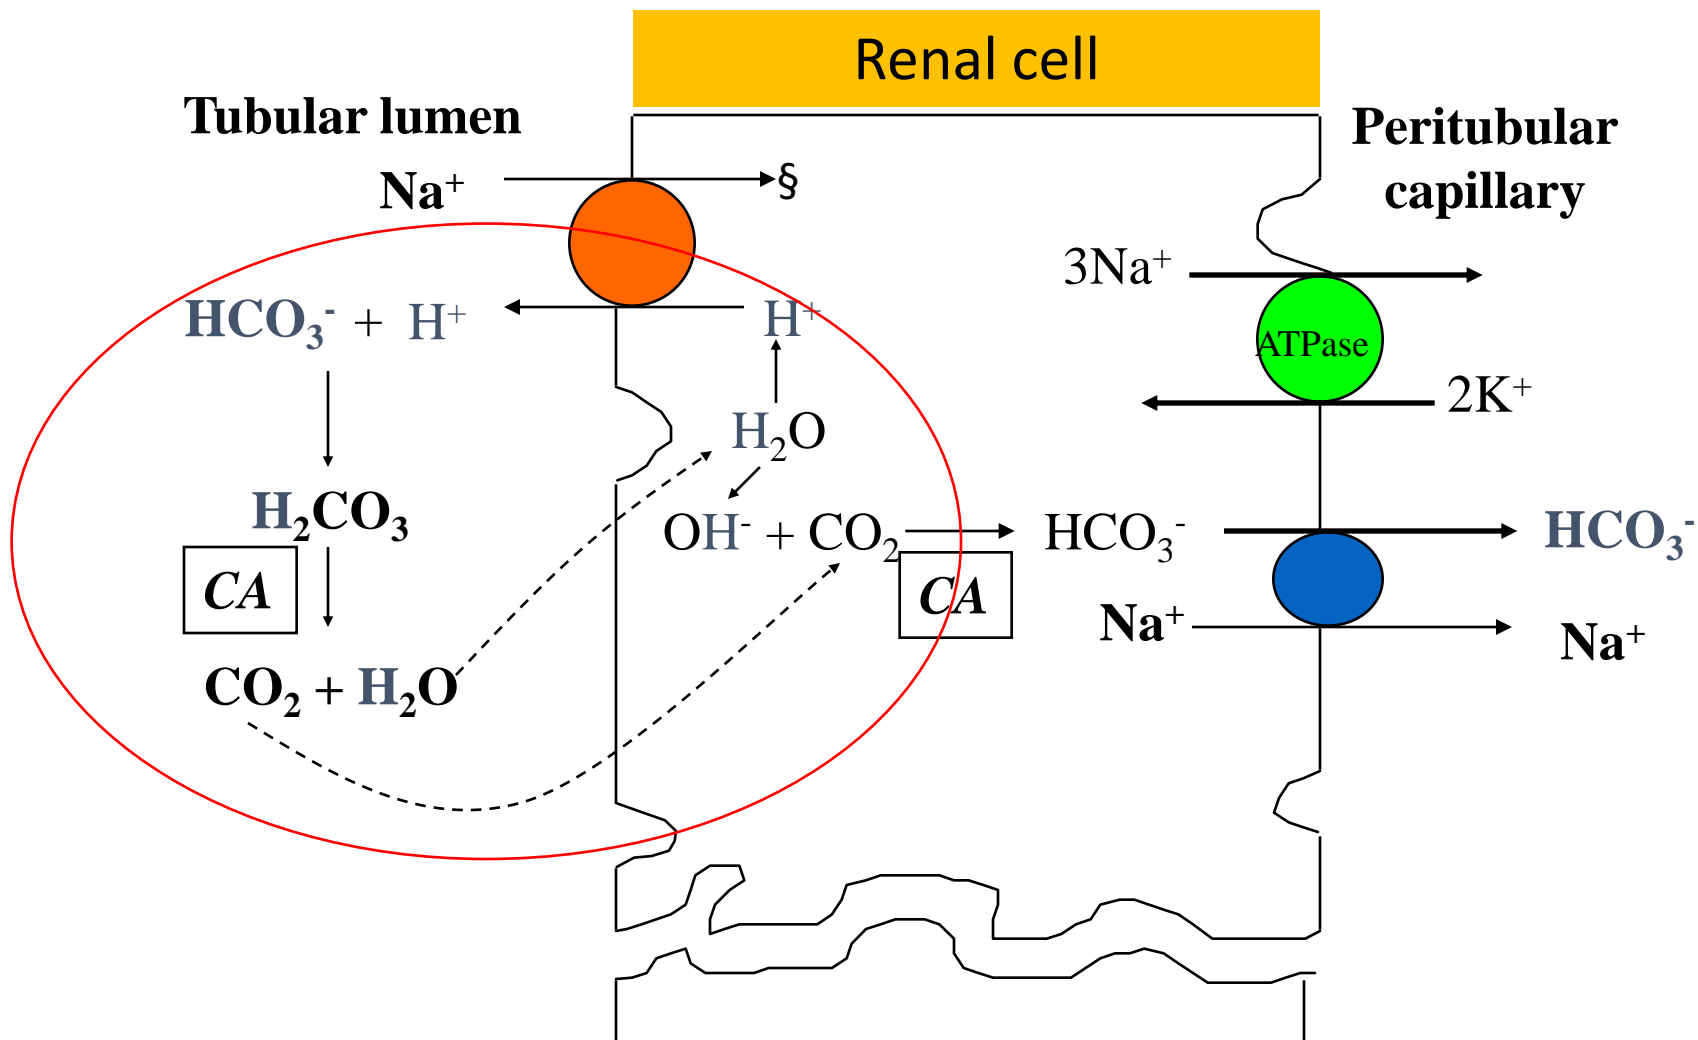 Renal cell
Tubular lumen
Peritubular
capillary
Na⁺
§
3Na⁺
HCO₃⁻ + H⁺
H⁺
ATPase
2K⁺
H₂O
H₂CO₃
OH⁻ + CO₂
HCO₃⁻
HCO₃⁻
CA
CA
Na⁺
Na⁺
CO₂ + H₂O